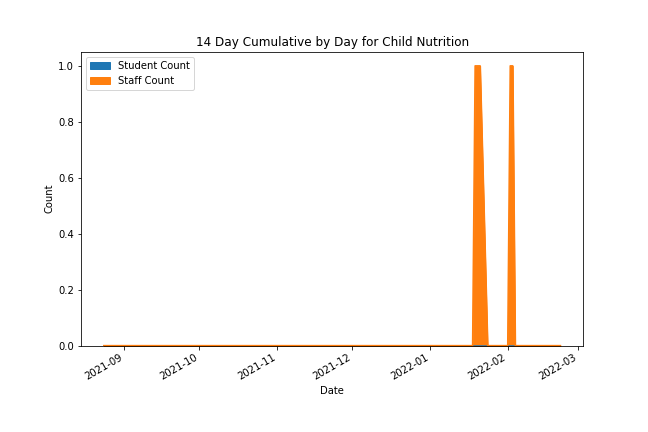 14 Day Cumulative by Day for Child Nutrition
Student Count
Staff Count
1.0
0.8
0.6
0.4
0.2
0.0
Count
2021-09
2021-10
2021-11
2021-12
2022-01
2022-02
2022-03
Date